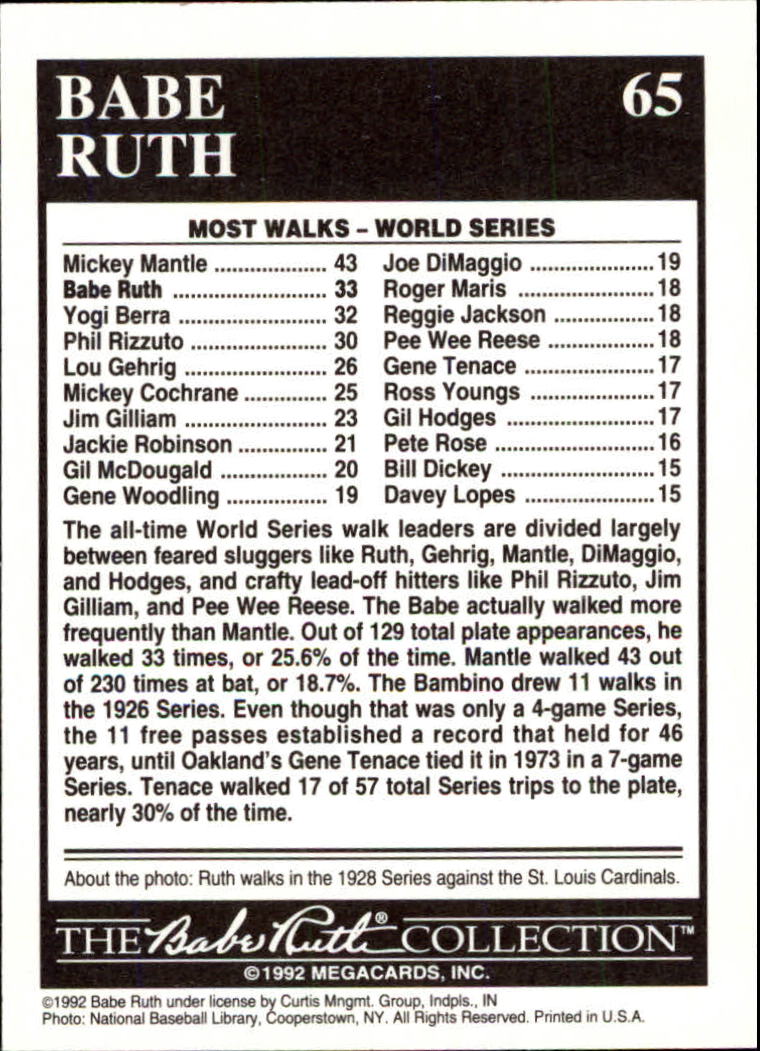 BABE
RUTH
65
MOST WALKS – WORLD SERIES
Mickey Mantle .................... 43
Babe Ruth ........................... 33
Yogi Berra .......................... 32
Phil Rizzuto ........................ 30
Lou Gehrig ......................... 26
Mickey Cochrane ............... 25
Jim Gilliam ......................... 23
Jackie Robinson ................ 21
Gil McDougald ................... 20
Gene Woodling .................. 19
Joe DiMaggio ...................... 19
Roger Maris ........................ 18
Reggie Jackson .................. 18
Pee Wee Reese ................... 18
Gene Tenace ....................... 17
Ross Youngs ....................... 17
Gil Hodges .......................... 17
Pete Rose ............................ 16
Bill Dickey ........................... 15
Davey Lopes ....................... 15
The all-time World Series walk leaders are divided largely
between feared sluggers like Ruth, Gehrig, Mantle, DiMaggio,
and Hodges, and crafty lead-off hitters like Phil Rizzuto, Jim
Gilliam, and Pee Wee Reese. The Babe actually walked more
frequently than Mantle. Out of 129 total plate appearances, he
walked 33 times, or 25.6% of the time. Mantle walked 43 out
of 230 times at bat, or 18.7%. The Bambino drew 11 walks in
the 1926 Series. Even though that was only a 4-game Series,
the 11 free passes established a record that held for 46
years, until Oakland's Gene Tenace tied it in 1973 in a 7-game
Series. Tenace walked 17 of 57 total Series trips to the plate,
nearly 30% of the time.
About the photo: Ruth walks in the 1928 Series against the St. Louis Cardinals.
THE Babe Ruth® COLLECTION™
©1992 MEGACARDS, INC.
©1992 Babe Ruth under license by Curtis Mngmt. Group, Indpls., IN
Photo: National Baseball Library, Cooperstown, NY. All Rights Reserved. Printed in U.S.A.